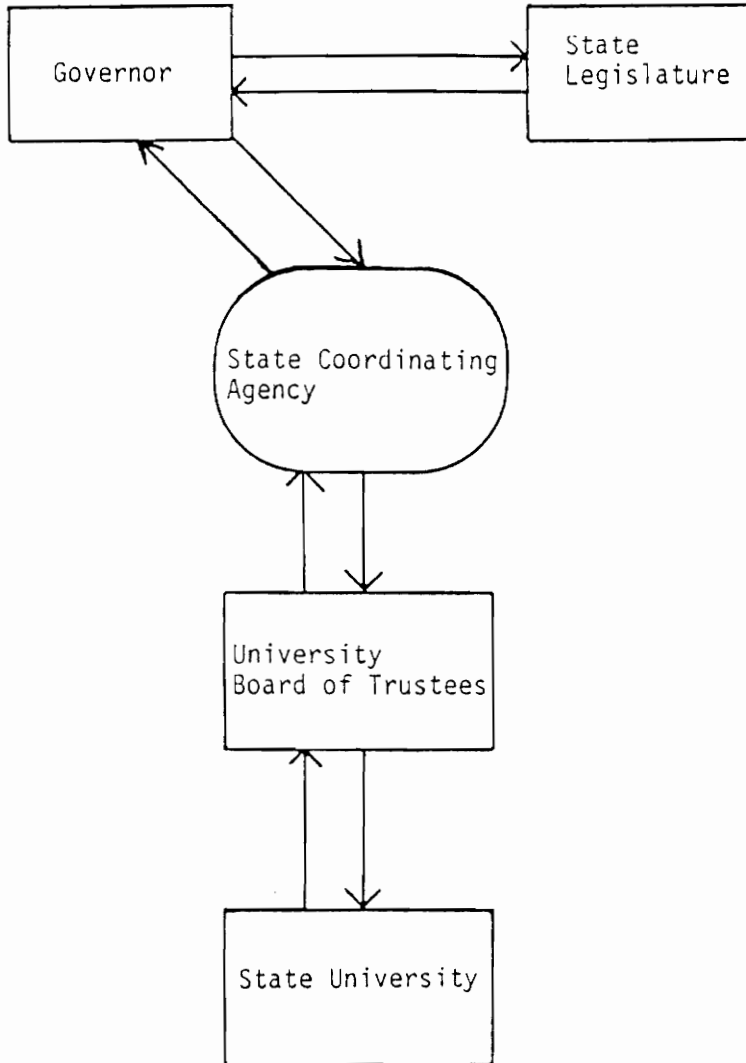 Governor
State
Legislature
State Coordinating
Agency
University
Board of Trustees
State University